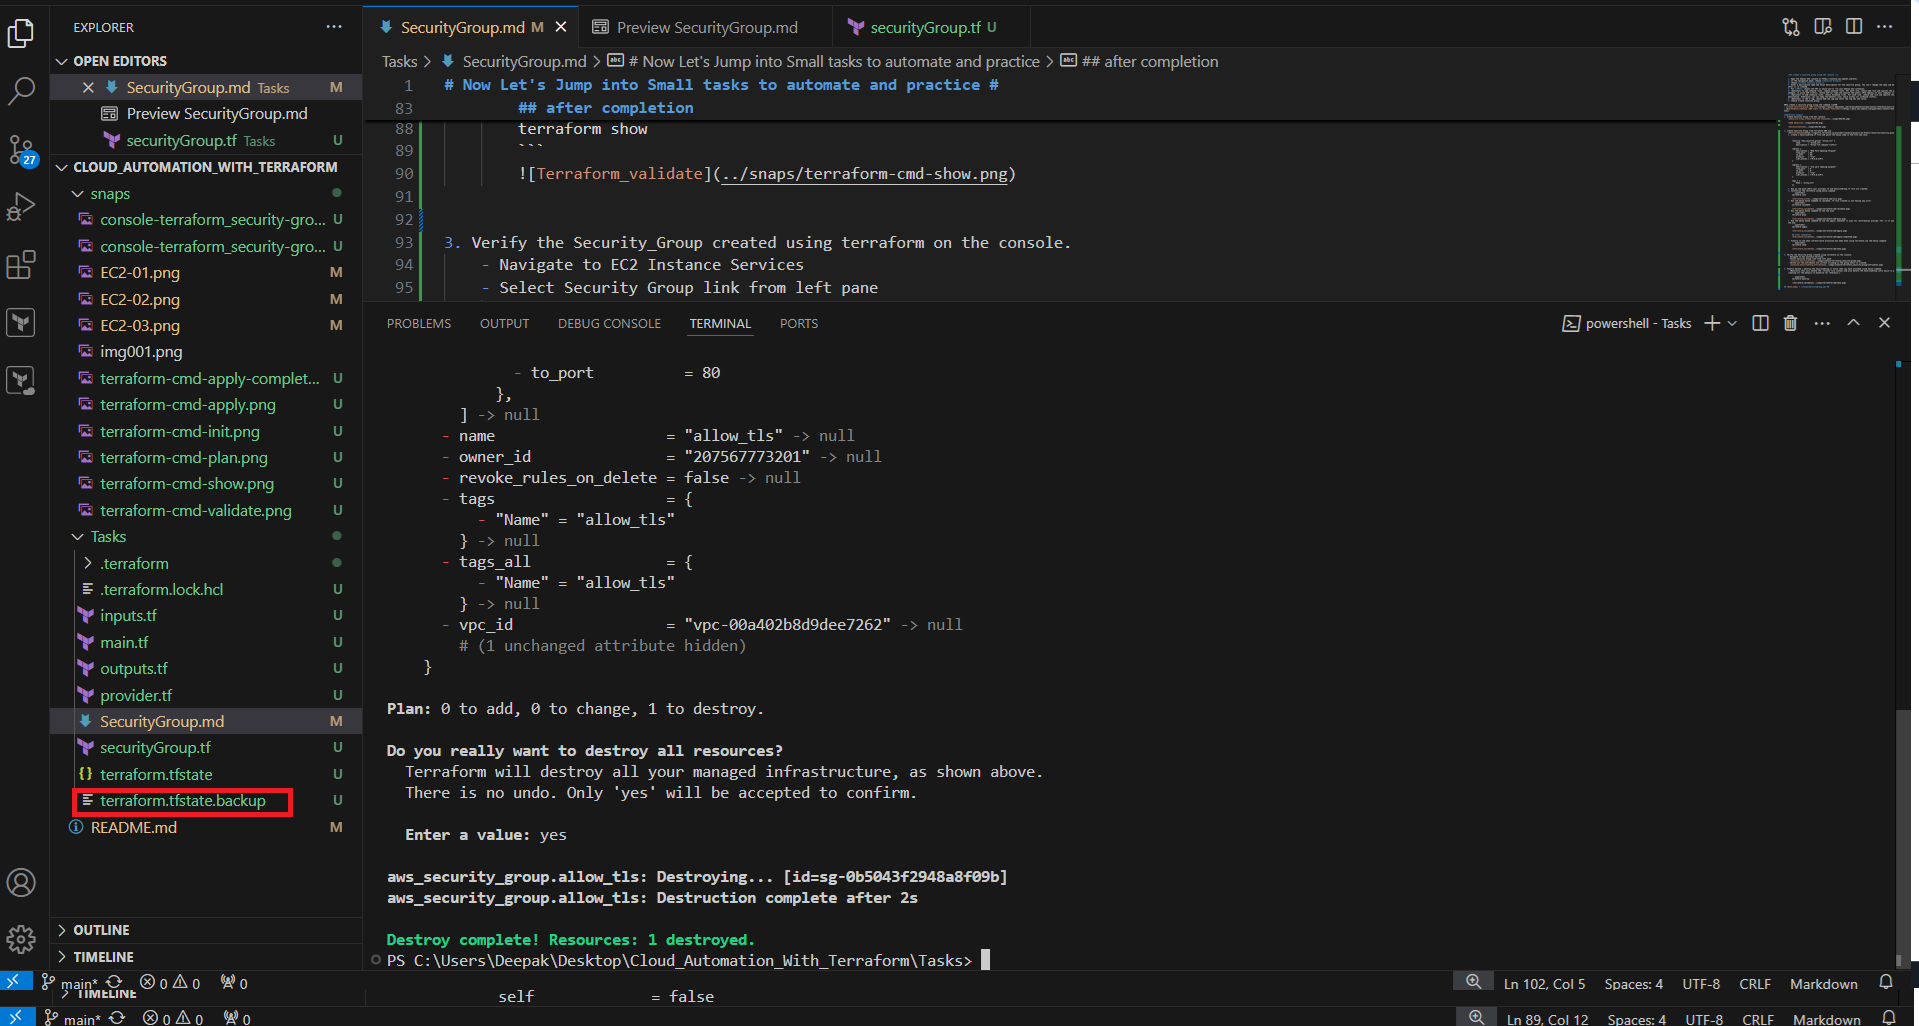 EXPLORER
OPEN EDITORS
SecurityGroup.md Tasks M
Preview SecurityGroup.md
securityGroup.tf Tasks U
CLOUD_AUTOMATION_WITH_TERRAFORM
snaps
console-terraform_security-gro... U
console-terraform_security-gro... U
EC2-01.png M
EC2-02.png M
EC2-03.png M
img001.png
terraform-cmd-apply-complet... U
terraform-cmd-apply.png U
terraform-cmd-init.png U
terraform-cmd-plan.png U
terraform-cmd-show.png U
terraform-cmd-validate.png U
Tasks
.terraform
.terraform.lock.hcl U
inputs.tf U
main.tf U
outputs.tf U
provider.tf U
SecurityGroup.md M
securityGroup.tf U
terraform.tfstate U
terraform.tfstate.backup U
README.md M
OUTLINE
TIMELINE
27
SecurityGroup.md M
Preview SecurityGroup.md
securityGroup.tf U
Tasks > SecurityGroup.md > # Now Let's Jump into Small tasks to automate and practice > ## after completion
1 # Now Let's Jump into Small tasks to automate and practice #
83 ## after completion
88 terraform show
89 ```
90 ![Terraform_validate](../snaps/terraform-cmd-show.png)
91
92
93 3. Verify the Security_Group created using terraform on the console.
94 - Navigate to EC2 Instance Services
95 - Select Security Group link from left pane
PROBLEMS OUTPUT DEBUG CONSOLE TERMINAL PORTS
powershell - Tasks
- to_port = 80
},
] -> null
- name = "allow_tls" -> null
- owner_id = "207567773201" -> null
- revoke_rules_on_delete = false -> null
- tags = {
- "Name" = "allow_tls"
} -> null
- tags_all = {
- "Name" = "allow_tls"
} -> null
- vpc_id = "vpc-00a402b8d9dee7262" -> null
# (1 unchanged attribute hidden)
}
Plan: 0 to add, 0 to change, 1 to destroy.
Do you really want to destroy all resources?
Terraform will destroy all your managed infrastructure, as shown above.
There is no undo. Only 'yes' will be accepted to confirm.
Enter a value: yes
aws_security_group.allow_tls: Destroying... [id=sg-0b5043f2948a8f09b]
aws_security_group.allow_tls: Destruction complete after 2s
Destroy complete! Resources: 1 destroyed.
PS C:\Users\Deepak\Desktop\Cloud_Automation_With_Terraform\Tasks>
main* 0 0 0
Ln 102, Col 5 Spaces: 4 UTF-8 CRLF Markdown
TIMELINE
self = false
main* 0 0 0
Ln 89, Col 12 Spaces: 4 UTF-8 CRLF Markdown